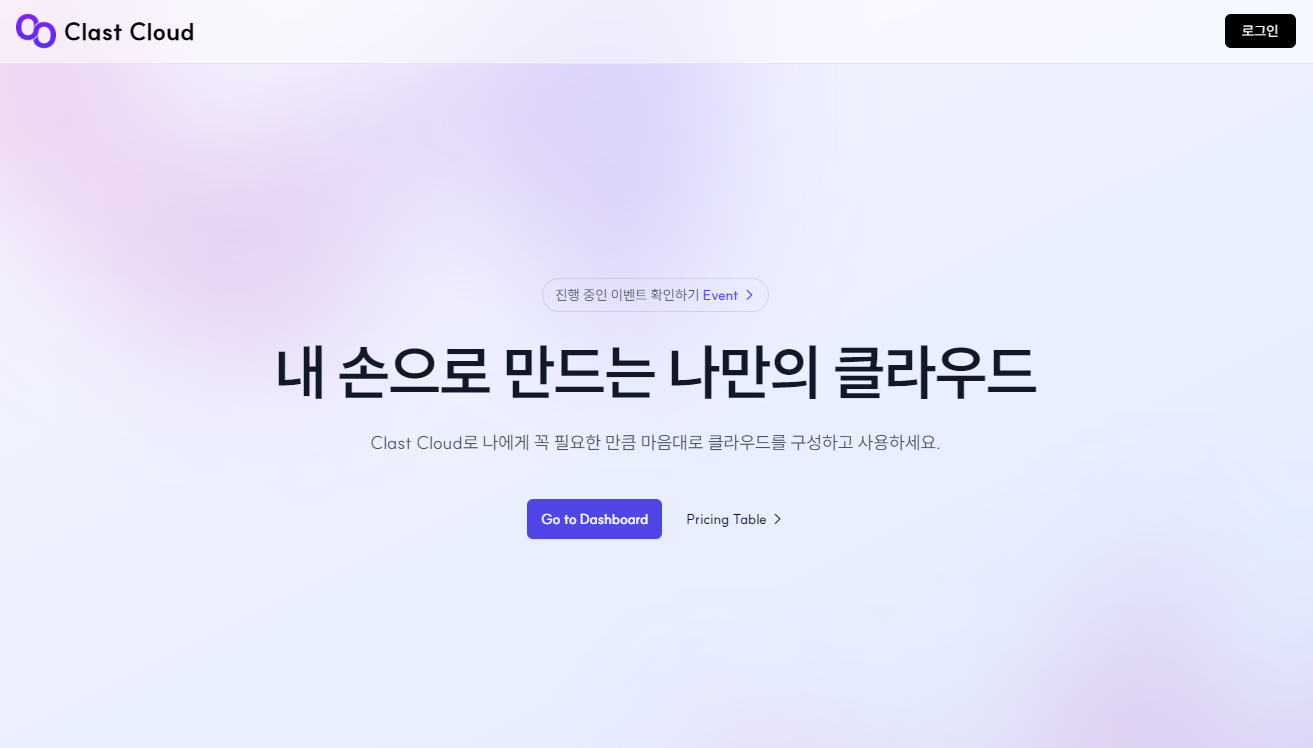 Clast Cloud
로그인
진행 중인 이벤트 확인하기 Event
내 손으로 만드는 나만의 클라우드
Clast Cloud로 나에게 꼭 필요한 만큼 마음대로 클라우드를 구성하고 사용하세요.
Go to Dashboard
Pricing Table